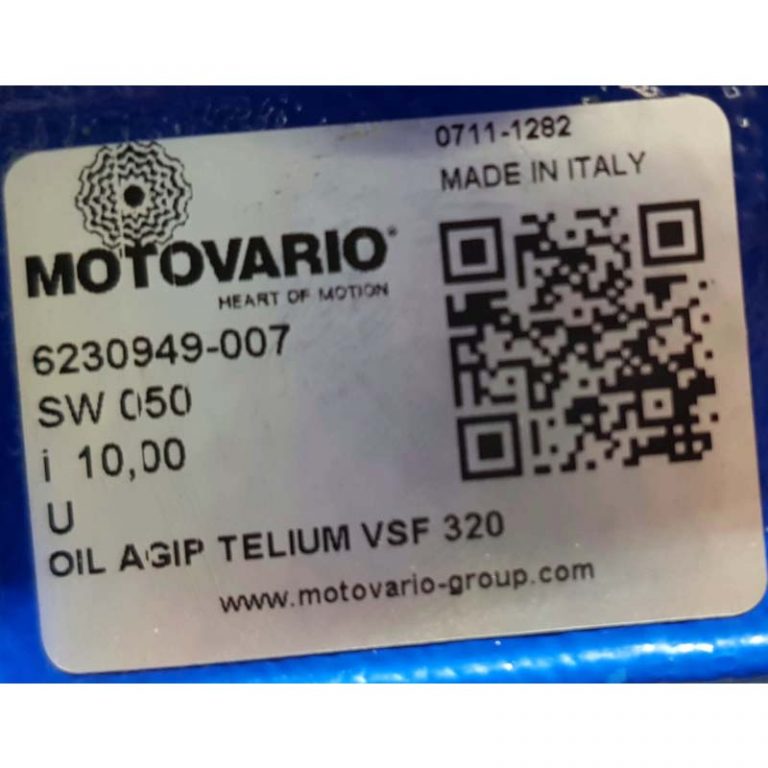 0711-1282
MADE IN ITALY
MOTOVARIO®
HEART OF MOTION
6230949-007
SW 050
i 10,00
U
OIL AGIP TELIUM VSF 320
www.motovario-group.com